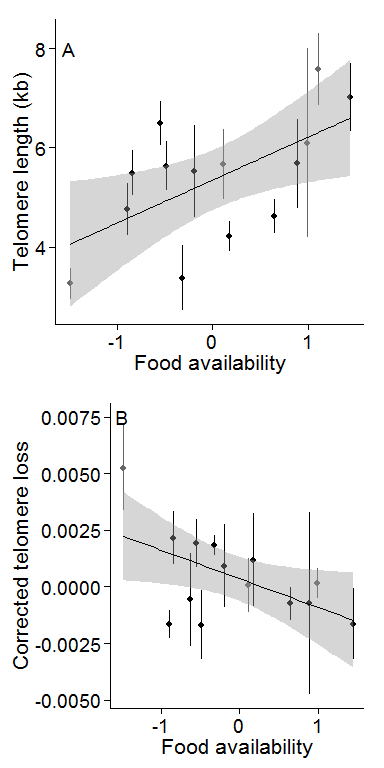 A
8
6
4
Telomere length (kb)
-1 0 1
Food availability
B
0.0075
0.0050
0.0025
0.0000
-0.0025
-0.0050
Corrected telomere loss
-1 0 1
Food availability